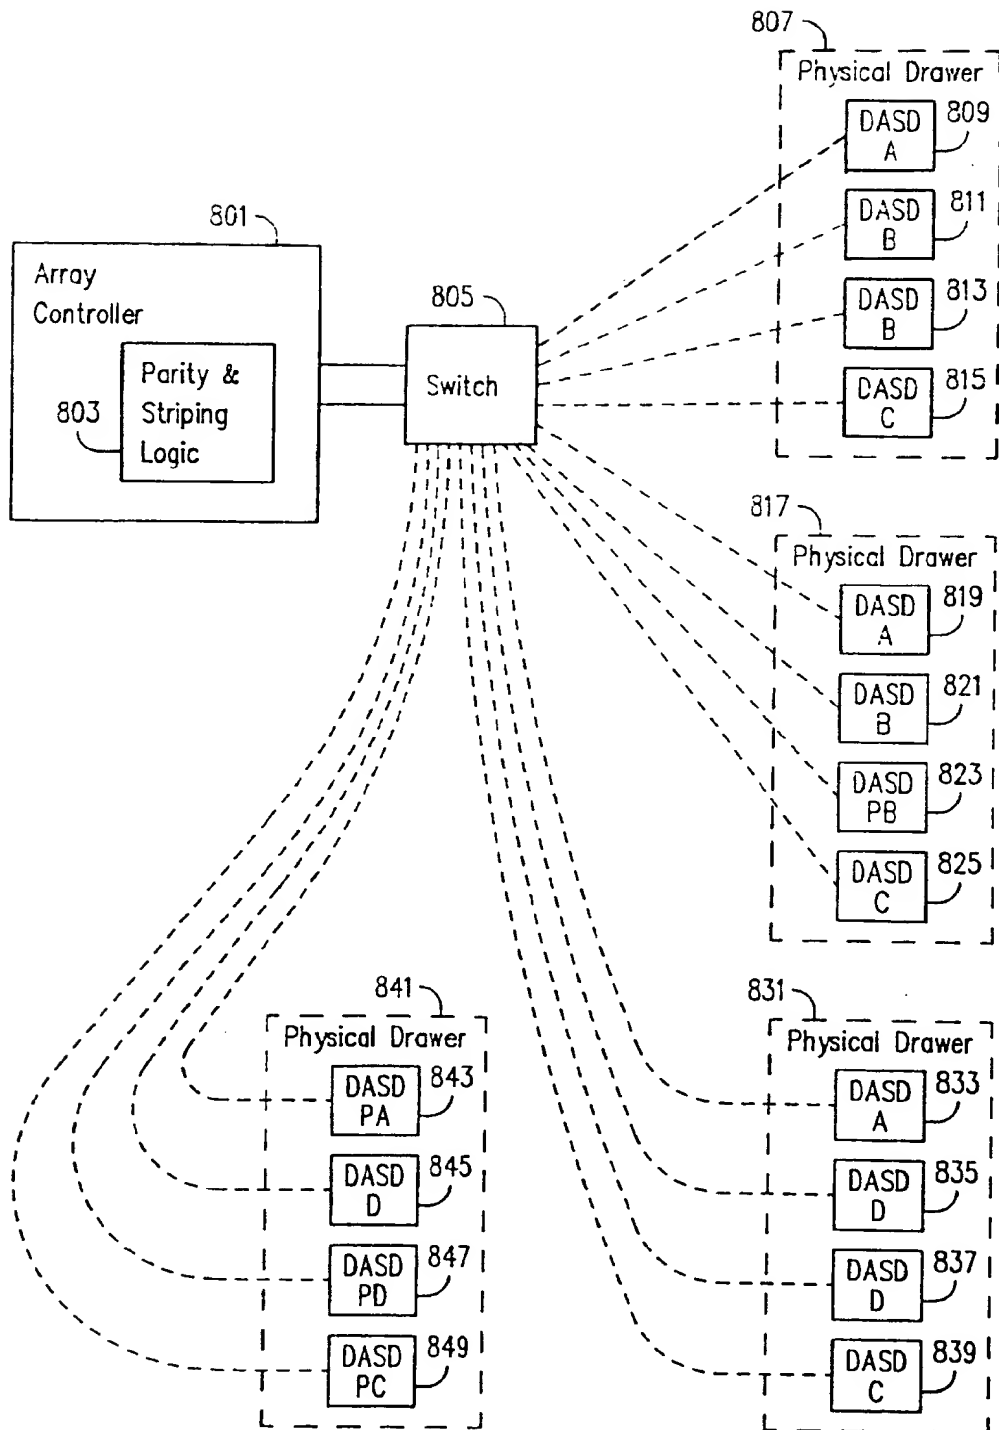 807
Physical Drawer
DASD
A
809
DASD
B
811
DASD
B
813
DASD
C
815
801
Array
Controller
Parity &
Striping
Logic
803
805
Switch
817
Physical Drawer
DASD
A
819
DASD
B
821
DASD
PB
823
DASD
C
825
841
Physical Drawer
DASD
PA
843
DASD
D
845
DASD
PD
847
DASD
PC
849
831
Physical Drawer
DASD
A
833
DASD
D
835
DASD
D
837
DASD
C
839